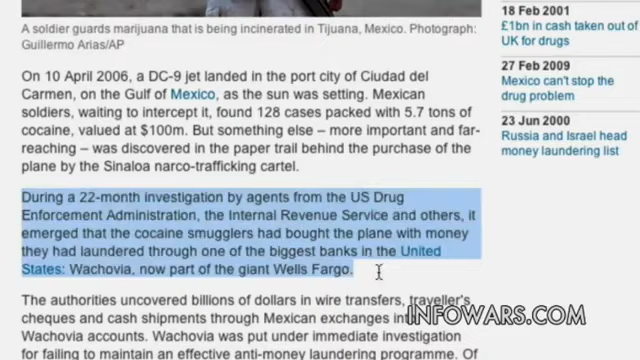 A soldier guards marijuana that is being incinerated in Tijuana, Mexico. Photograph:
Guillermo Arias/AP
On 10 April 2006, a DC-9 jet landed in the port city of Ciudad del
Carmen, on the Gulf of Mexico, as the sun was setting. Mexican
soldiers, waiting to intercept it, found 128 cases packed with 5.7 tons of
cocaine, valued at $100m. But something else – more important and far-
reaching – was discovered in the paper trail behind the purchase of the
plane by the Sinaloa narco-trafficking cartel.
During a 22-month investigation by agents from the US Drug
Enforcement Administration, the Internal Revenue Service and others, it
emerged that the cocaine smugglers had bought the plane with money
they had laundered through one of the biggest banks in the United
States: Wachovia, now part of the giant Wells Fargo.
The authorities uncovered billions of dollars in wire transfers, traveller's
cheques and cash shipments through Mexican exchanges
Wachovia accounts. Wachovia was put under immediate investigation
for failing to maintain an effective anti-money laundering programme. Of
18 Feb 2001
£1bn in cash taken out of
UK for drugs
27 Feb 2009
Mexico can't stop the
drug problem
23 Jun 2000
Russia and Israel head
money laundering list
INFOWARS.COM